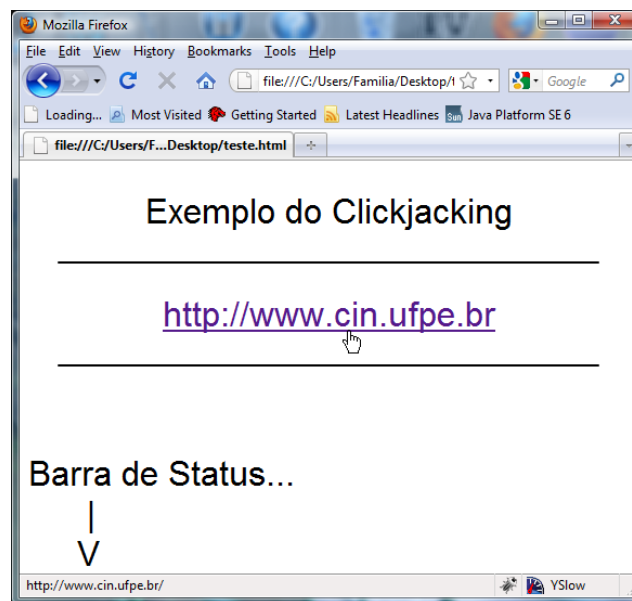 Mozilla Firefox
File Edit View History Bookmarks Tools Help
file:///C:/Users/Familia/Desktop/t
Google
Loading... Most Visited Getting Started Latest Headlines Sun Java Platform SE 6
file:///C:/Users/F...Desktop/teste.html
Exemplo do Clickjacking
http://www.cin.ufpe.br
Barra de Status...
|
V
http://www.cin.ufpe.br/ YSlow